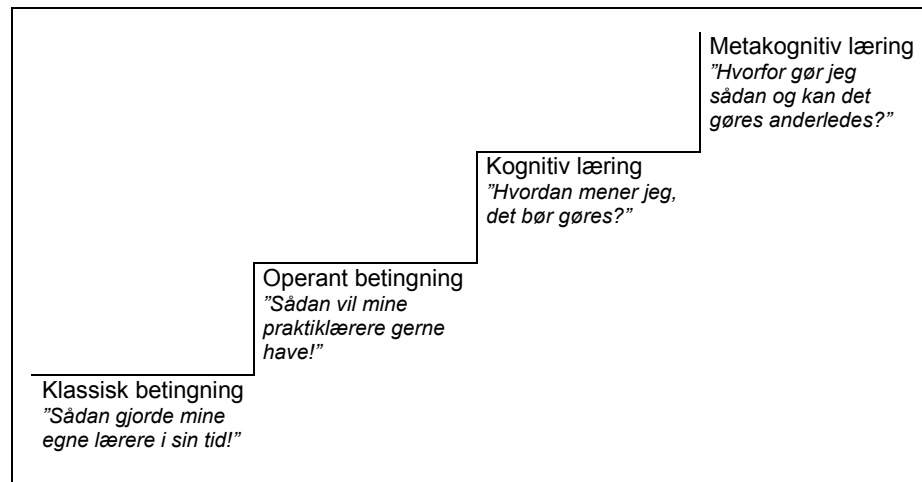 Metakognitiv læring
”Hvorfor gør jeg
sådan og kan det
gøres anderledes?”
Kognitiv læring
”Hvordan mener jeg,
det bør gøres?”
Operant betingning
”Sådan vil mine
praktiklærere gerne
have!”
Klassisk betingning
”Sådan gjorde mine
egne lærere i sin tid!”